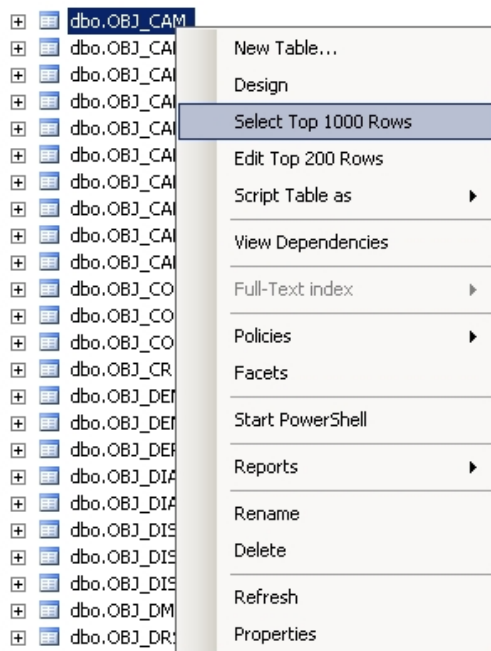 dbo.OBJ_CAM
dbo.OBJ_CA
dbo.OBJ_CA
dbo.OBJ_CA
dbo.OBJ_CA
dbo.OBJ_CA
dbo.OBJ_CA
dbo.OBJ_CA
dbo.OBJ_CA
dbo.OBJ_CA
dbo.OBJ_CO
dbo.OBJ_CO
dbo.OBJ_CO
dbo.OBJ_CR
dbo.OBJ_DE
dbo.OBJ_DE
dbo.OBJ_DE
dbo.OBJ_DIA
dbo.OBJ_DIA
dbo.OBJ_DIS
dbo.OBJ_DIS
dbo.OBJ_DIS
dbo.OBJ_DM
dbo.OBJ_DRS
New Table...
Design
Select Top 1000 Rows
Edit Top 200 Rows
Script Table as
View Dependencies
Full-Text index
Policies
Facets
Start PowerShell
Reports
Rename
Delete
Refresh
Properties